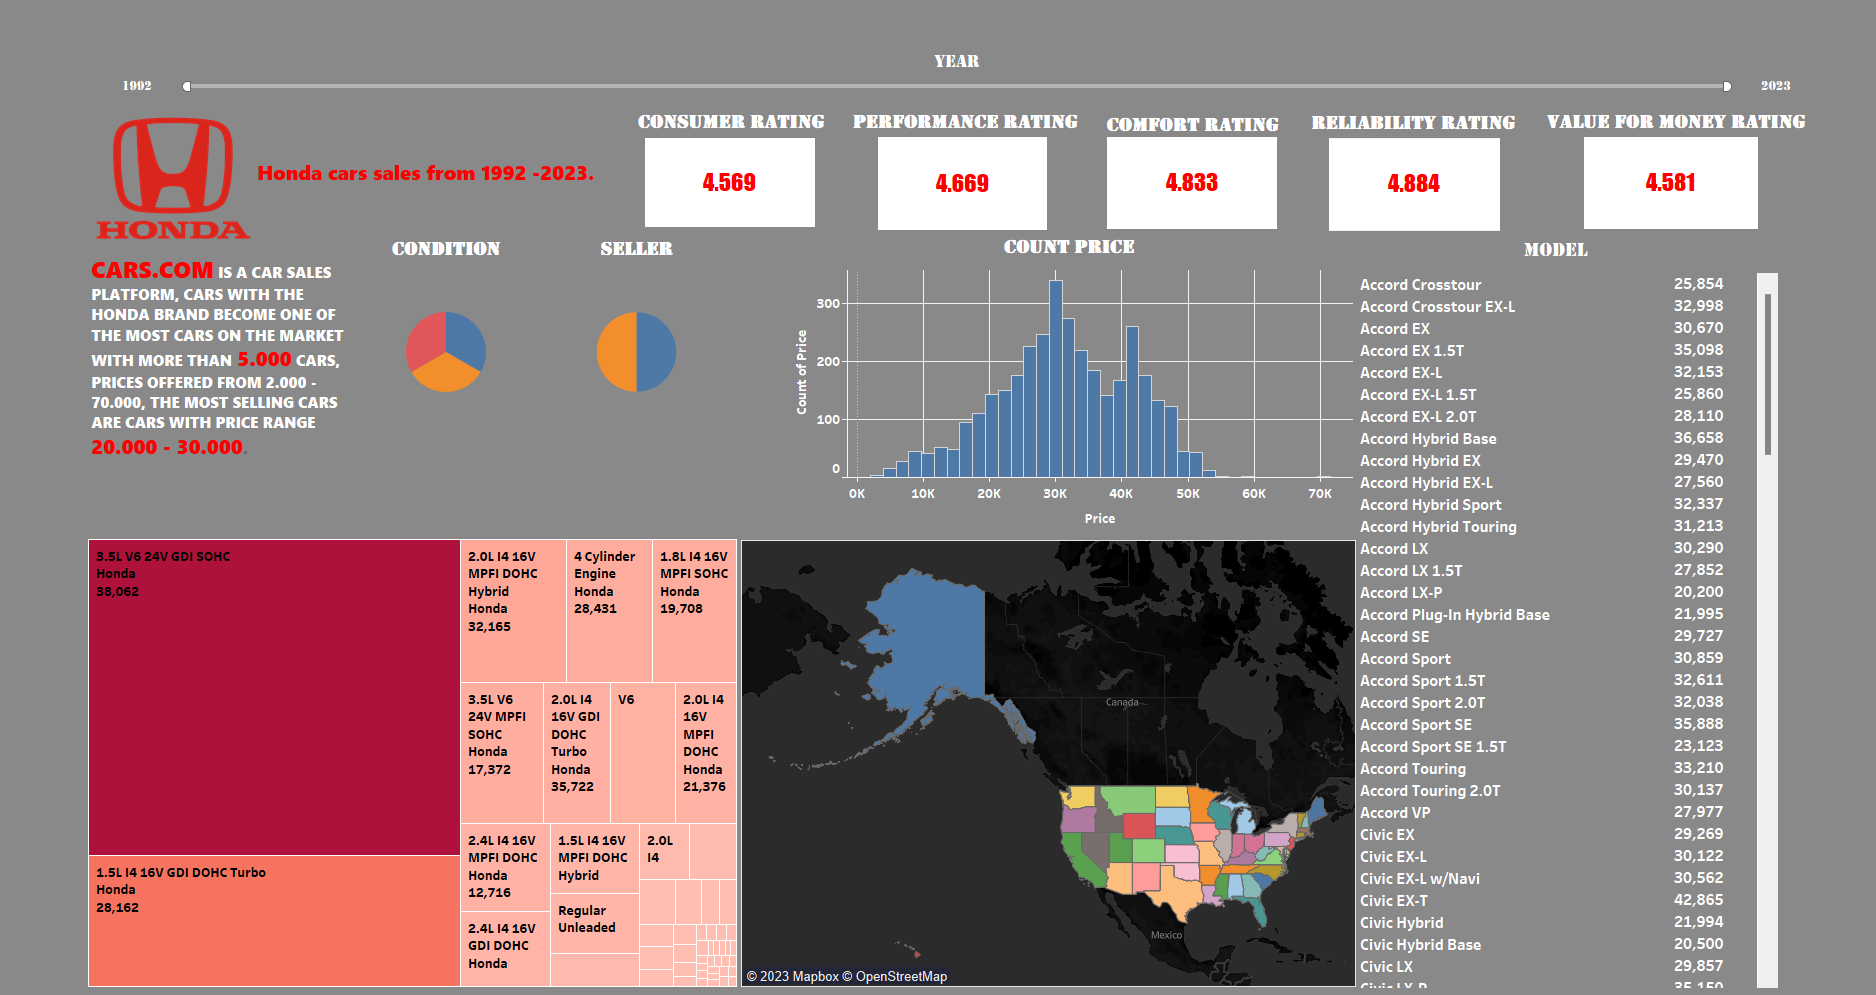 YEAR
1992
2023
HONDA
Honda cars sales from 1992 -2023.
CONSUMER RATING
4.569
PERFORMANCE RATING
4.669
COMFORT RATING
4.833
RELIABILITY RATING
4.884
VALUE FOR MONEY RATING
4.581
CARS.COM IS A CAR SALES
PLATFORM, CARS WITH THE
HONDA BRAND BECOME ONE OF
THE MOST CARS ON THE MARKET
WITH MORE THAN 5.000 CARS,
PRICES OFFERED FROM 2.000 -
70.000, THE MOST SELLING CARS
ARE CARS WITH PRICE RANGE
20.000 - 30.000.
CONDITION
SELLER
COUNT PRICE
Count of Price
300
200
100
0
0K 10K 20K 30K 40K 50K 60K 70K
Price
MODEL
Accord Crosstour 25,854
Accord Crosstour EX-L 32,998
Accord EX 30,670
Accord EX 1.5T 35,098
Accord EX-L 32,153
Accord EX-L 1.5T 25,860
Accord EX-L 2.0T 28,110
Accord Hybrid Base 36,658
Accord Hybrid EX 29,470
Accord Hybrid EX-L 27,560
Accord Hybrid Sport 32,337
Accord Hybrid Touring 31,213
Accord LX 30,290
Accord LX 1.5T 27,852
Accord LX-P 20,200
Accord Plug-In Hybrid Base 21,995
Accord SE 29,727
Accord Sport 30,859
Accord Sport 1.5T 32,611
Accord Sport 2.0T 32,038
Accord Sport SE 35,888
Accord Sport SE 1.5T 23,123
Accord Touring 33,210
Accord Touring 2.0T 30,137
Accord VP 27,977
Civic EX 29,269
Civic EX-L 30,122
Civic EX-L w/Navi 30,562
Civic EX-T 42,865
Civic Hybrid 21,994
Civic Hybrid Base 20,500
Civic LX 29,857
Civic LX-P 35,150
3.5L V6 24V GDI SOHC
Honda
38,062
1.5L I4 16V GDI DOHC Turbo
Honda
28,162
2.0L I4 16V
MPFI DOHC
Hybrid
Honda
32,165
4 Cylinder
Engine
Honda
28,431
1.8L I4 16V
MPFI SOHC
Honda
19,708
3.5L V6
24V MPFI
SOHC
Honda
17,372
2.0L I4
16V GDI
DOHC
Turbo
Honda
35,722
V6
2.0L I4
16V
MPFI
DOHC
Honda
21,376
2.4L I4 16V
MPFI DOHC
Honda
12,716
1.5L I4 16V
MPFI DOHC
Hybrid
2.0L
I4
2.4L I4 16V
GDI DOHC
Honda
Regular
Unleaded
Canada
Mexico
© 2023 Mapbox © OpenStreetMap